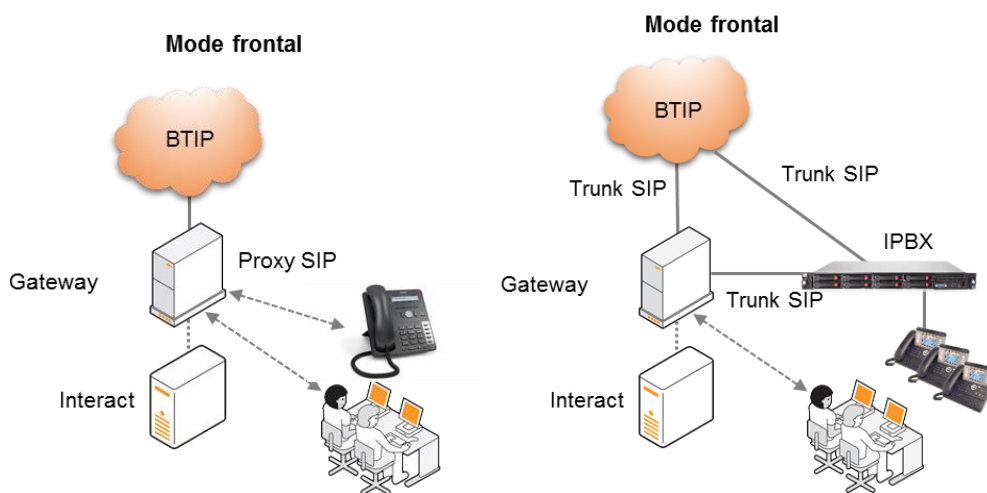 Mode frontal
BTIP
Proxy SIP
Gateway
Interact
Mode frontal
BTIP
Trunk SIP
Trunk SIP
IPBX
Gateway
Trunk SIP
Interact